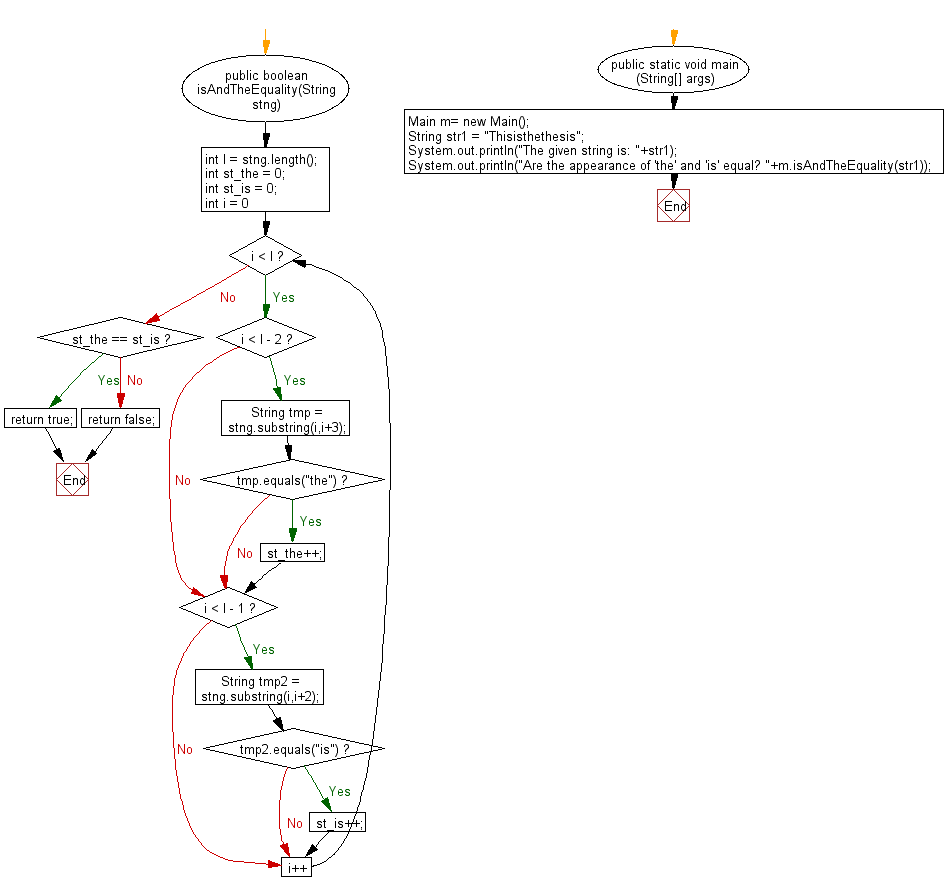 public boolean
isAndTheEquality(String
stng)
int l = stng.length();
int st_the = 0;
int st_is = 0;
int i = 0
i < l ?
No
Yes
st_the == st_is ?
i < l - 2 ?
Yes
No
Yes
return true;
return false;
String tmp =
stng.substring(i,i+3);
End
No
tmp.equals("the") ?
Yes
No
st_the++;
i < l - 1 ?
Yes
String tmp2 =
stng.substring(i,i+2);
No
tmp2.equals("is") ?
Yes
No
st_is++;
i++
public static void main
(String[] args)
Main m= new Main();
String str1 = "Thisisthethesis";
System.out.println("The given string is: "+str1);
System.out.println("Are the appearance of 'the' and 'is' equal? "+m.isAndTheEquality(str1));
End